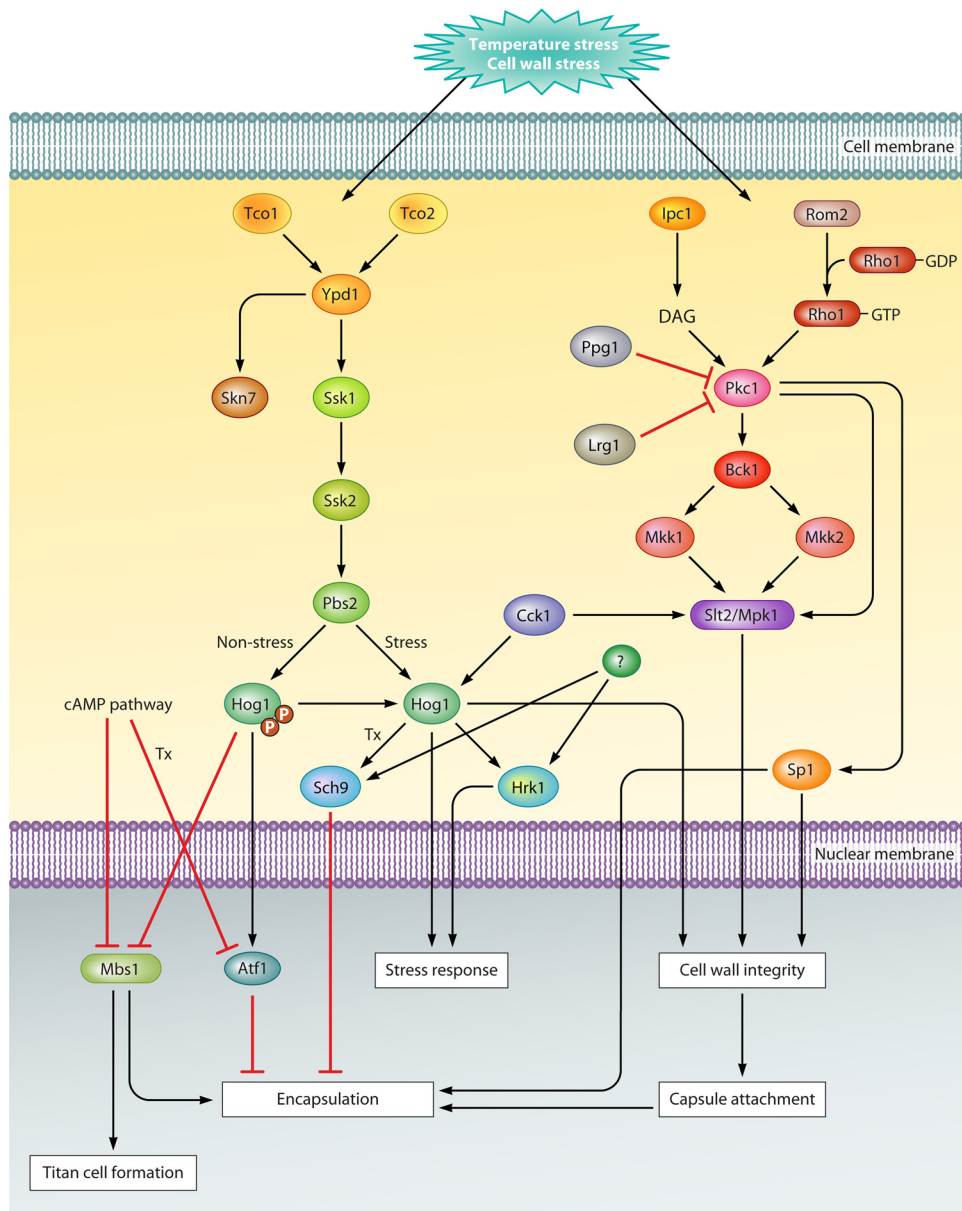 Temperature stress
Cell wall stress
Cell membrane
Tco1
Tco2
Ipc1
Rom2
Rho1
GDP
Ypd1
DAG
Rho1
GTP
Ppg1
Skn7
Ssk1
Pkc1
Lrg1
Bck1
Ssk2
Mkk1
Mkk2
Pbs2
Cck1
Slt2/Mpk1
Non-stress
Stress
?
cAMP pathway
Hog1
P
P
Hog1
Tx
Tx
Sch9
Hrk1
Sp1
Nuclear membrane
Mbs1
Atf1
Stress response
Cell wall integrity
Encapsulation
Capsule attachment
Titan cell formation